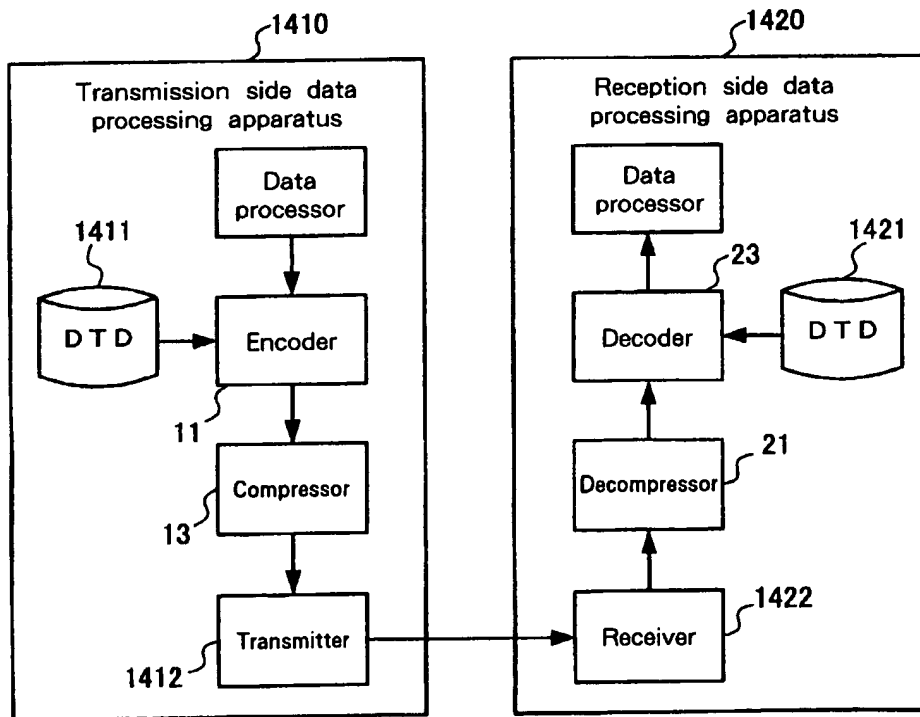 1410
Transmission side data
processing apparatus
Data
processor
1411
DTD
Encoder
11
Compressor
13
Transmitter
1412
1420
Reception side data
processing apparatus
Data
processor
23
1421
Decoder
DTD
21
Decompressor
1422
Receiver